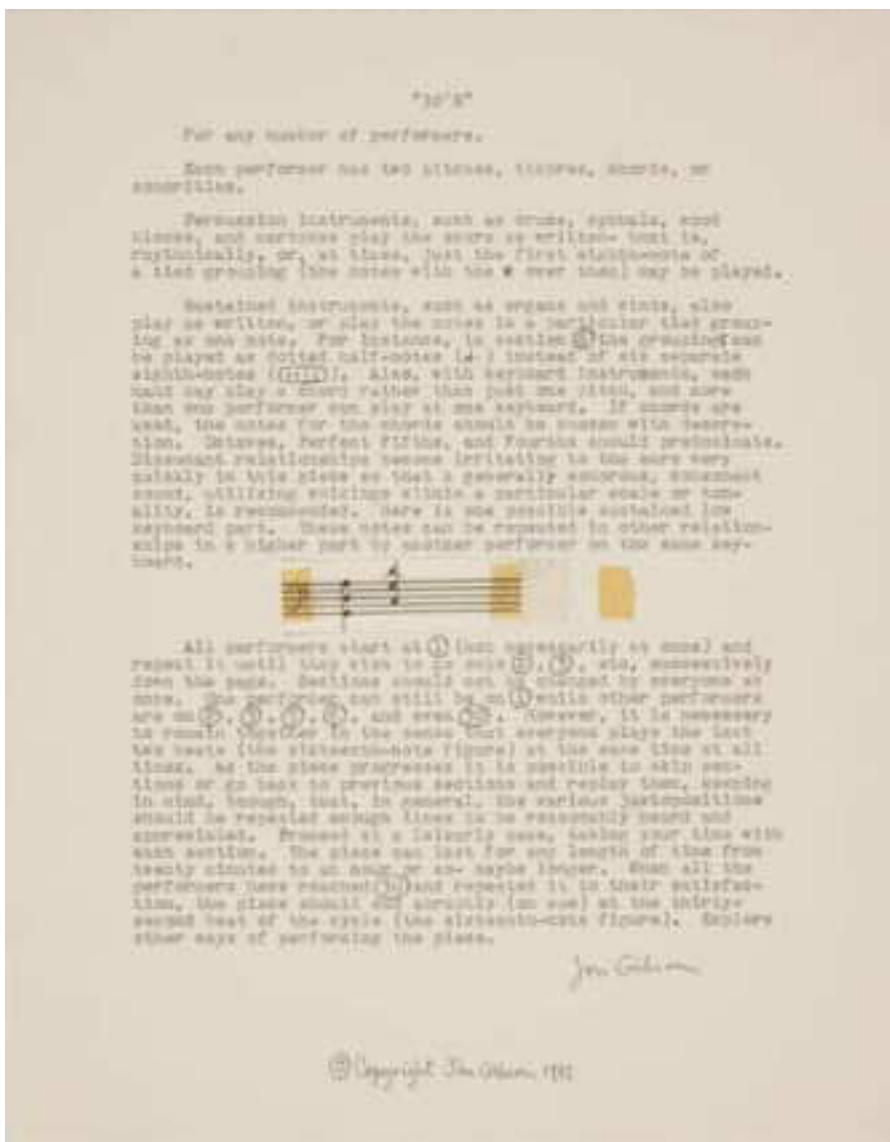 "30's"
For any number of performers.
Each performer has two pitches, timbres, chords, or
sonorities.
Percussion instruments, such as drums, cymbals, wood
blocks, and marimbas play the score as written- that is,
rhythmically, or, at times, just the first eighth-note of
a tied grouping (the notes with the over them) may be played.
Sustained instruments, such as organs and winds, also
play as written, or play the notes in a particular tied group-
ing as one note. For instance, in section the grouping can
be played as dotted half-notes ( ) instead of six separate
eighth-notes ( ). Also, with keyboard instruments, each
hand may play a chord rather than just one pitch, and more
than one performer can play at one keyboard. If chords are
used, the notes for the chords should be chosen with discre-
tion. Octaves, Perfect Fifths, and Fourths should predominate.
Dissonant relationships become irritating to the ears very
quickly in this piece so that a generally sonorous, consonant
sound, utilizing voicings within a particular scale or ton-
ality, is recommended. Here is one possible sustained low
keyboard part. These notes can be repeated in other relation-
ships in a higher part by another performer on the same key-
board.
All performers start at 1 (not necessarily at once) and
repeat it until they wish to go onto 2, 3, etc, successively
down the page. Sections should not be changed by everyone at
once. One performer can still be on 1 while other performers
are on and even 30. However, it is necessary
to remain together in the sense that everyone plays the last
two beats (the sixteenth-note figure) at the same time at all
times. As the piece progresses it is possible to skip sec-
tions or go back to previous sections and replay them, keeping
in mind, though, that, in general, the various juxtapositions
should be repeated enough times to be reasonably heard and
appreciated. Proceed at a leisurely pace, taking your time with
each section. The piece can last for any length of time from
twenty minutes to an hour or so- maybe longer. When all the
performers have reached 30 and repeated it to their satisfac-
tion, the piece should end abruptly (on cue) at the thirty-
second beat of the cycle (the sixteenth-note figure). Explore
other ways of performing the piece.
Jon Gibson
© Copyright Jon Gibson